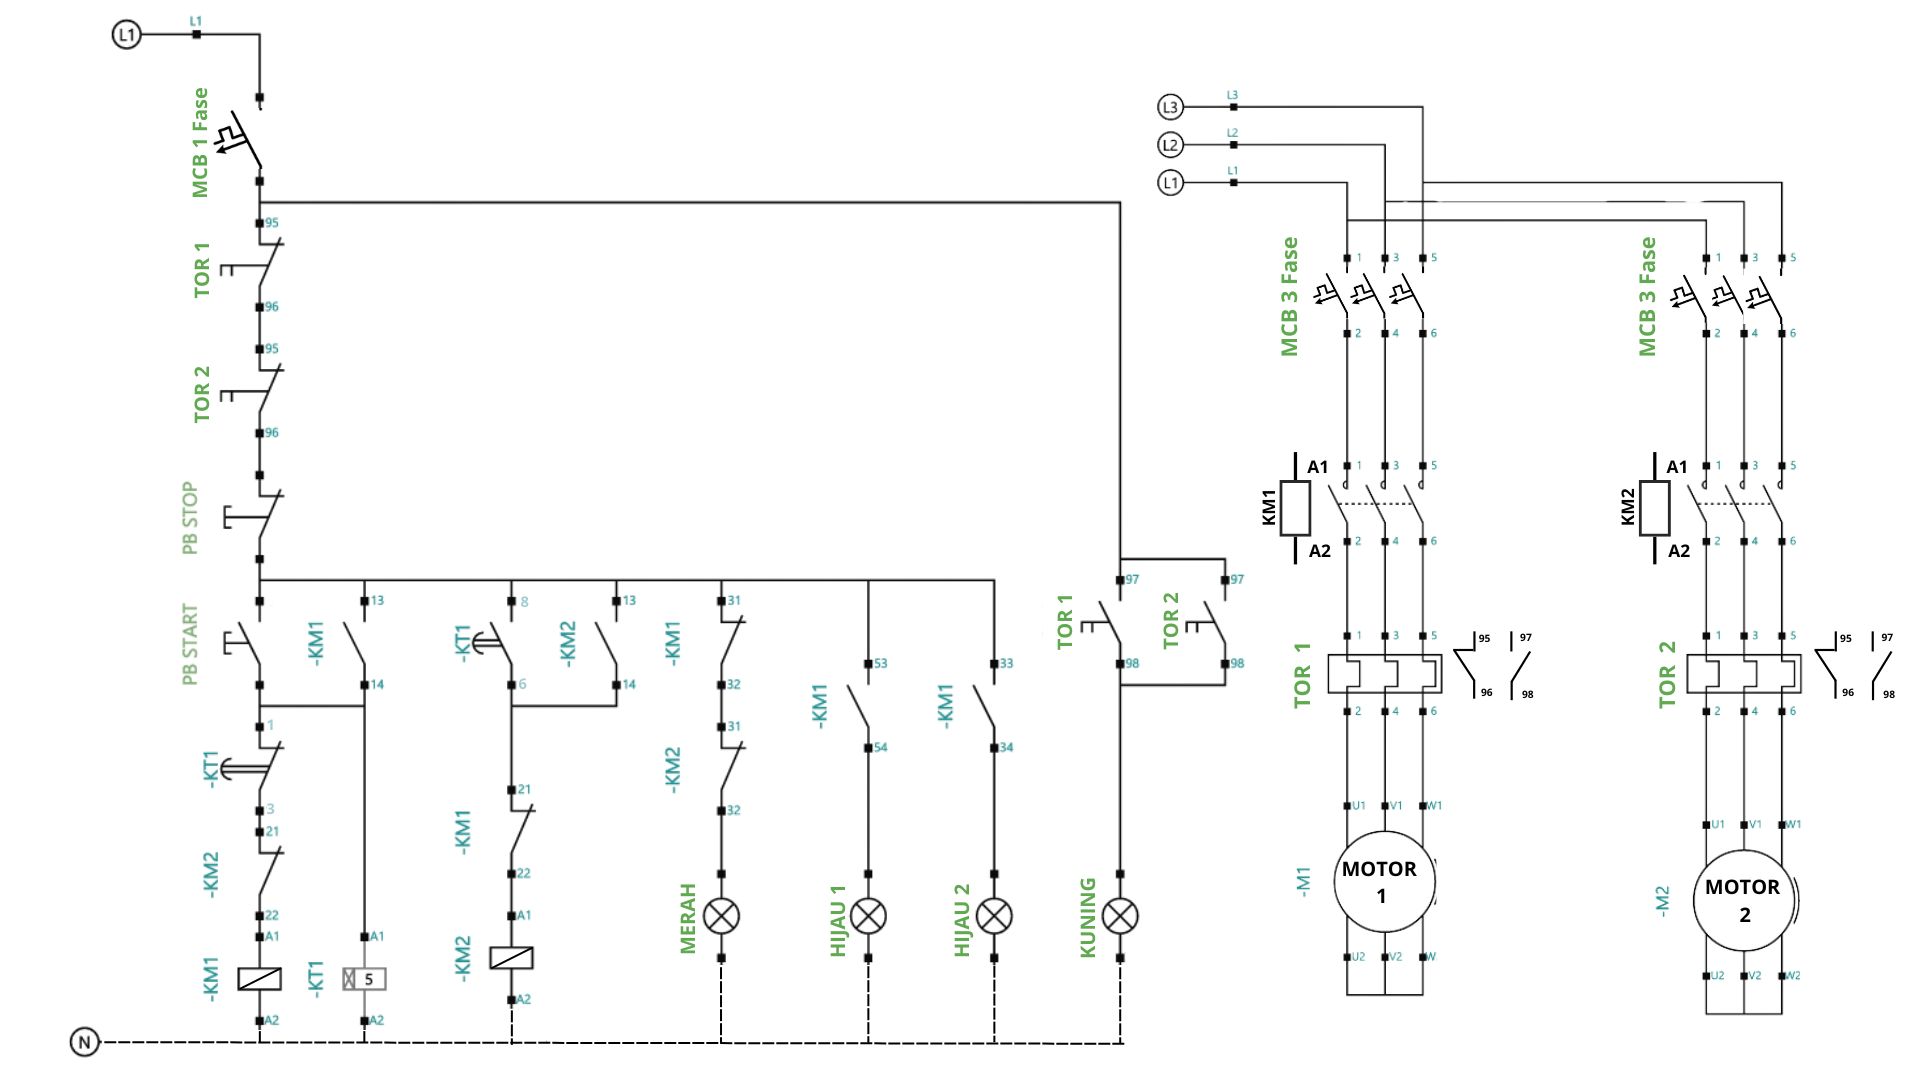 L1
L1
MCB 1 Fase
95
TOR 1
96
95
TOR 2
96
PB STOP
PB START
13
-KM1
14
8
-KT1
6
13
-KM2
14
31
-KM1
32
31
-KM2
32
53
-KM1
54
33
-KM1
34
97
TOR 1
98
97
TOR 2
98
1
-KT1
3
21
-KM2
22
A1
-KM1
A2
A1
-KT1
5
A2
21
-KM1
22
A1
-KM2
A2
MERAH
HIJAU 1
HIJAU 2
KUNING
N
L3
L3
L2
L2
L1
L1
MCB 3 Fase
1
3
5
2
4
6
KM1
A1
A2
1
3
5
2
4
6
TOR 1
1
3
5
2
4
6
95
97
96
98
U1
V1
W1
-M1
MOTOR
1
U2
V2
W
MCB 3 Fase
1
3
5
2
4
6
KM2
A1
A2
1
3
5
2
4
6
TOR 2
1
3
5
2
4
6
95
97
96
98
U1
V1
W1
-M2
MOTOR
2
U2
V2
W2